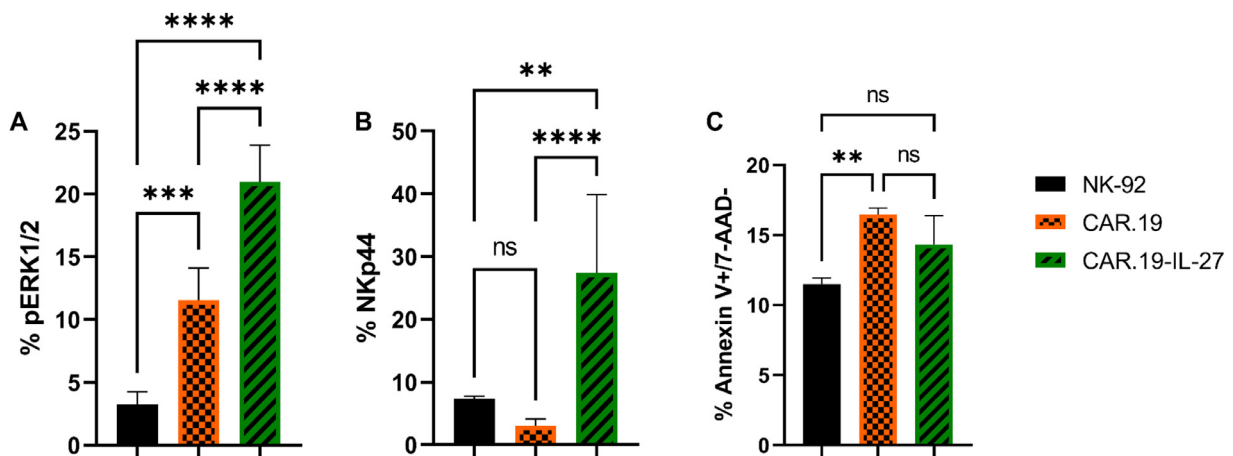 A
% pERK1/2
25
20
15
10
5
0
****
****
***
B
% NKp44
50
40
30
20
10
0
**
****
ns
C
% Annexin V+/7-AAD-
20
15
10
5
0
ns
**
ns
NK-92
CAR.19
CAR.19-IL-27